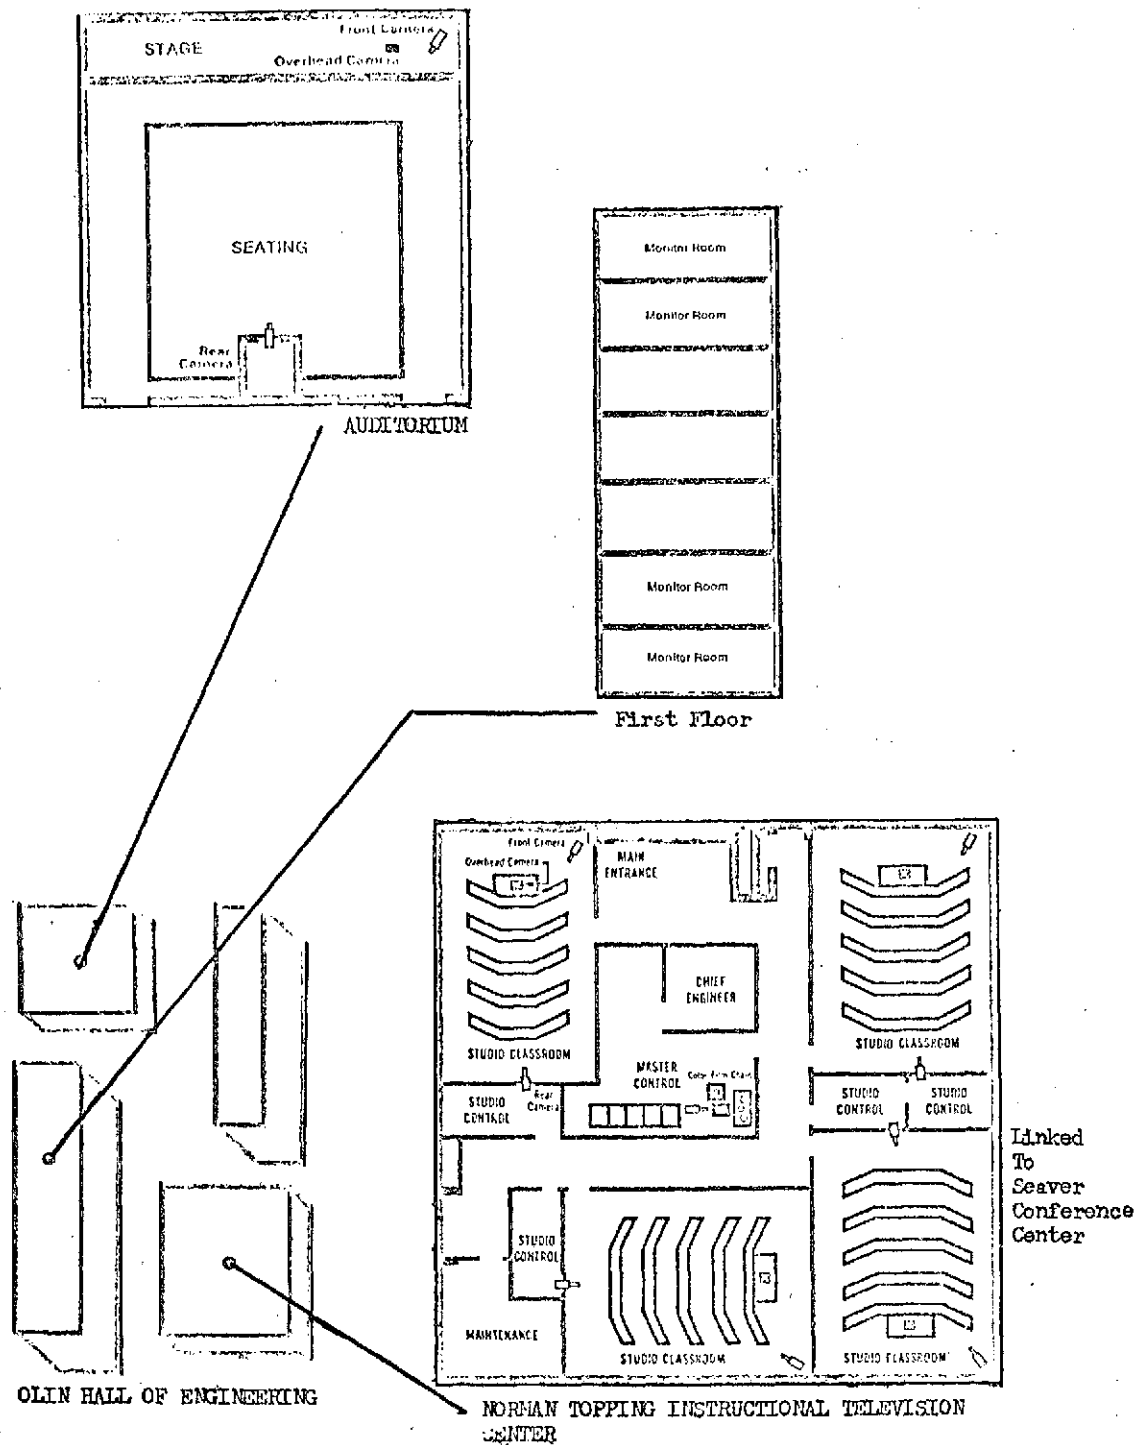 Front Camera
STAGE
Overhead Camera
SEATING
Rear
Camera
AUDITORIUM
Monitor Room
Monitor Room
Monitor Room
Monitor Room
First Floor
Front Camera
Overhead Camera
MAIN
ENTRANCE
CHIEF
ENGINEER
STUDIO CLASSROOM
STUDIO CLASSROOM
MASTER
CONTROL
Color Film Chain
STUDIO
CONTROL
Rear
Camera
STUDIO
CONTROL
STUDIO
CONTROL
Linked
To
Seaver
Conference
Center
STUDIO
CONTROL
MAINTENANCE
STUDIO CLASSROOM
STUDIO CLASSROOM
OLIN HALL OF ENGINEERING
NORMAN TOPPING INSTRUCTIONAL TELEVISION
CENTER